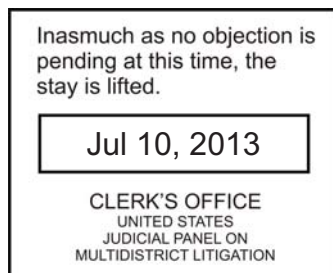 Inasmuch as no objection is
pending at this time, the
stay is lifted.
Jul 10, 2013
CLERK'S OFFICE
UNITED STATES
JUDICIAL PANEL ON
MULTIDISTRICT LITIGATION